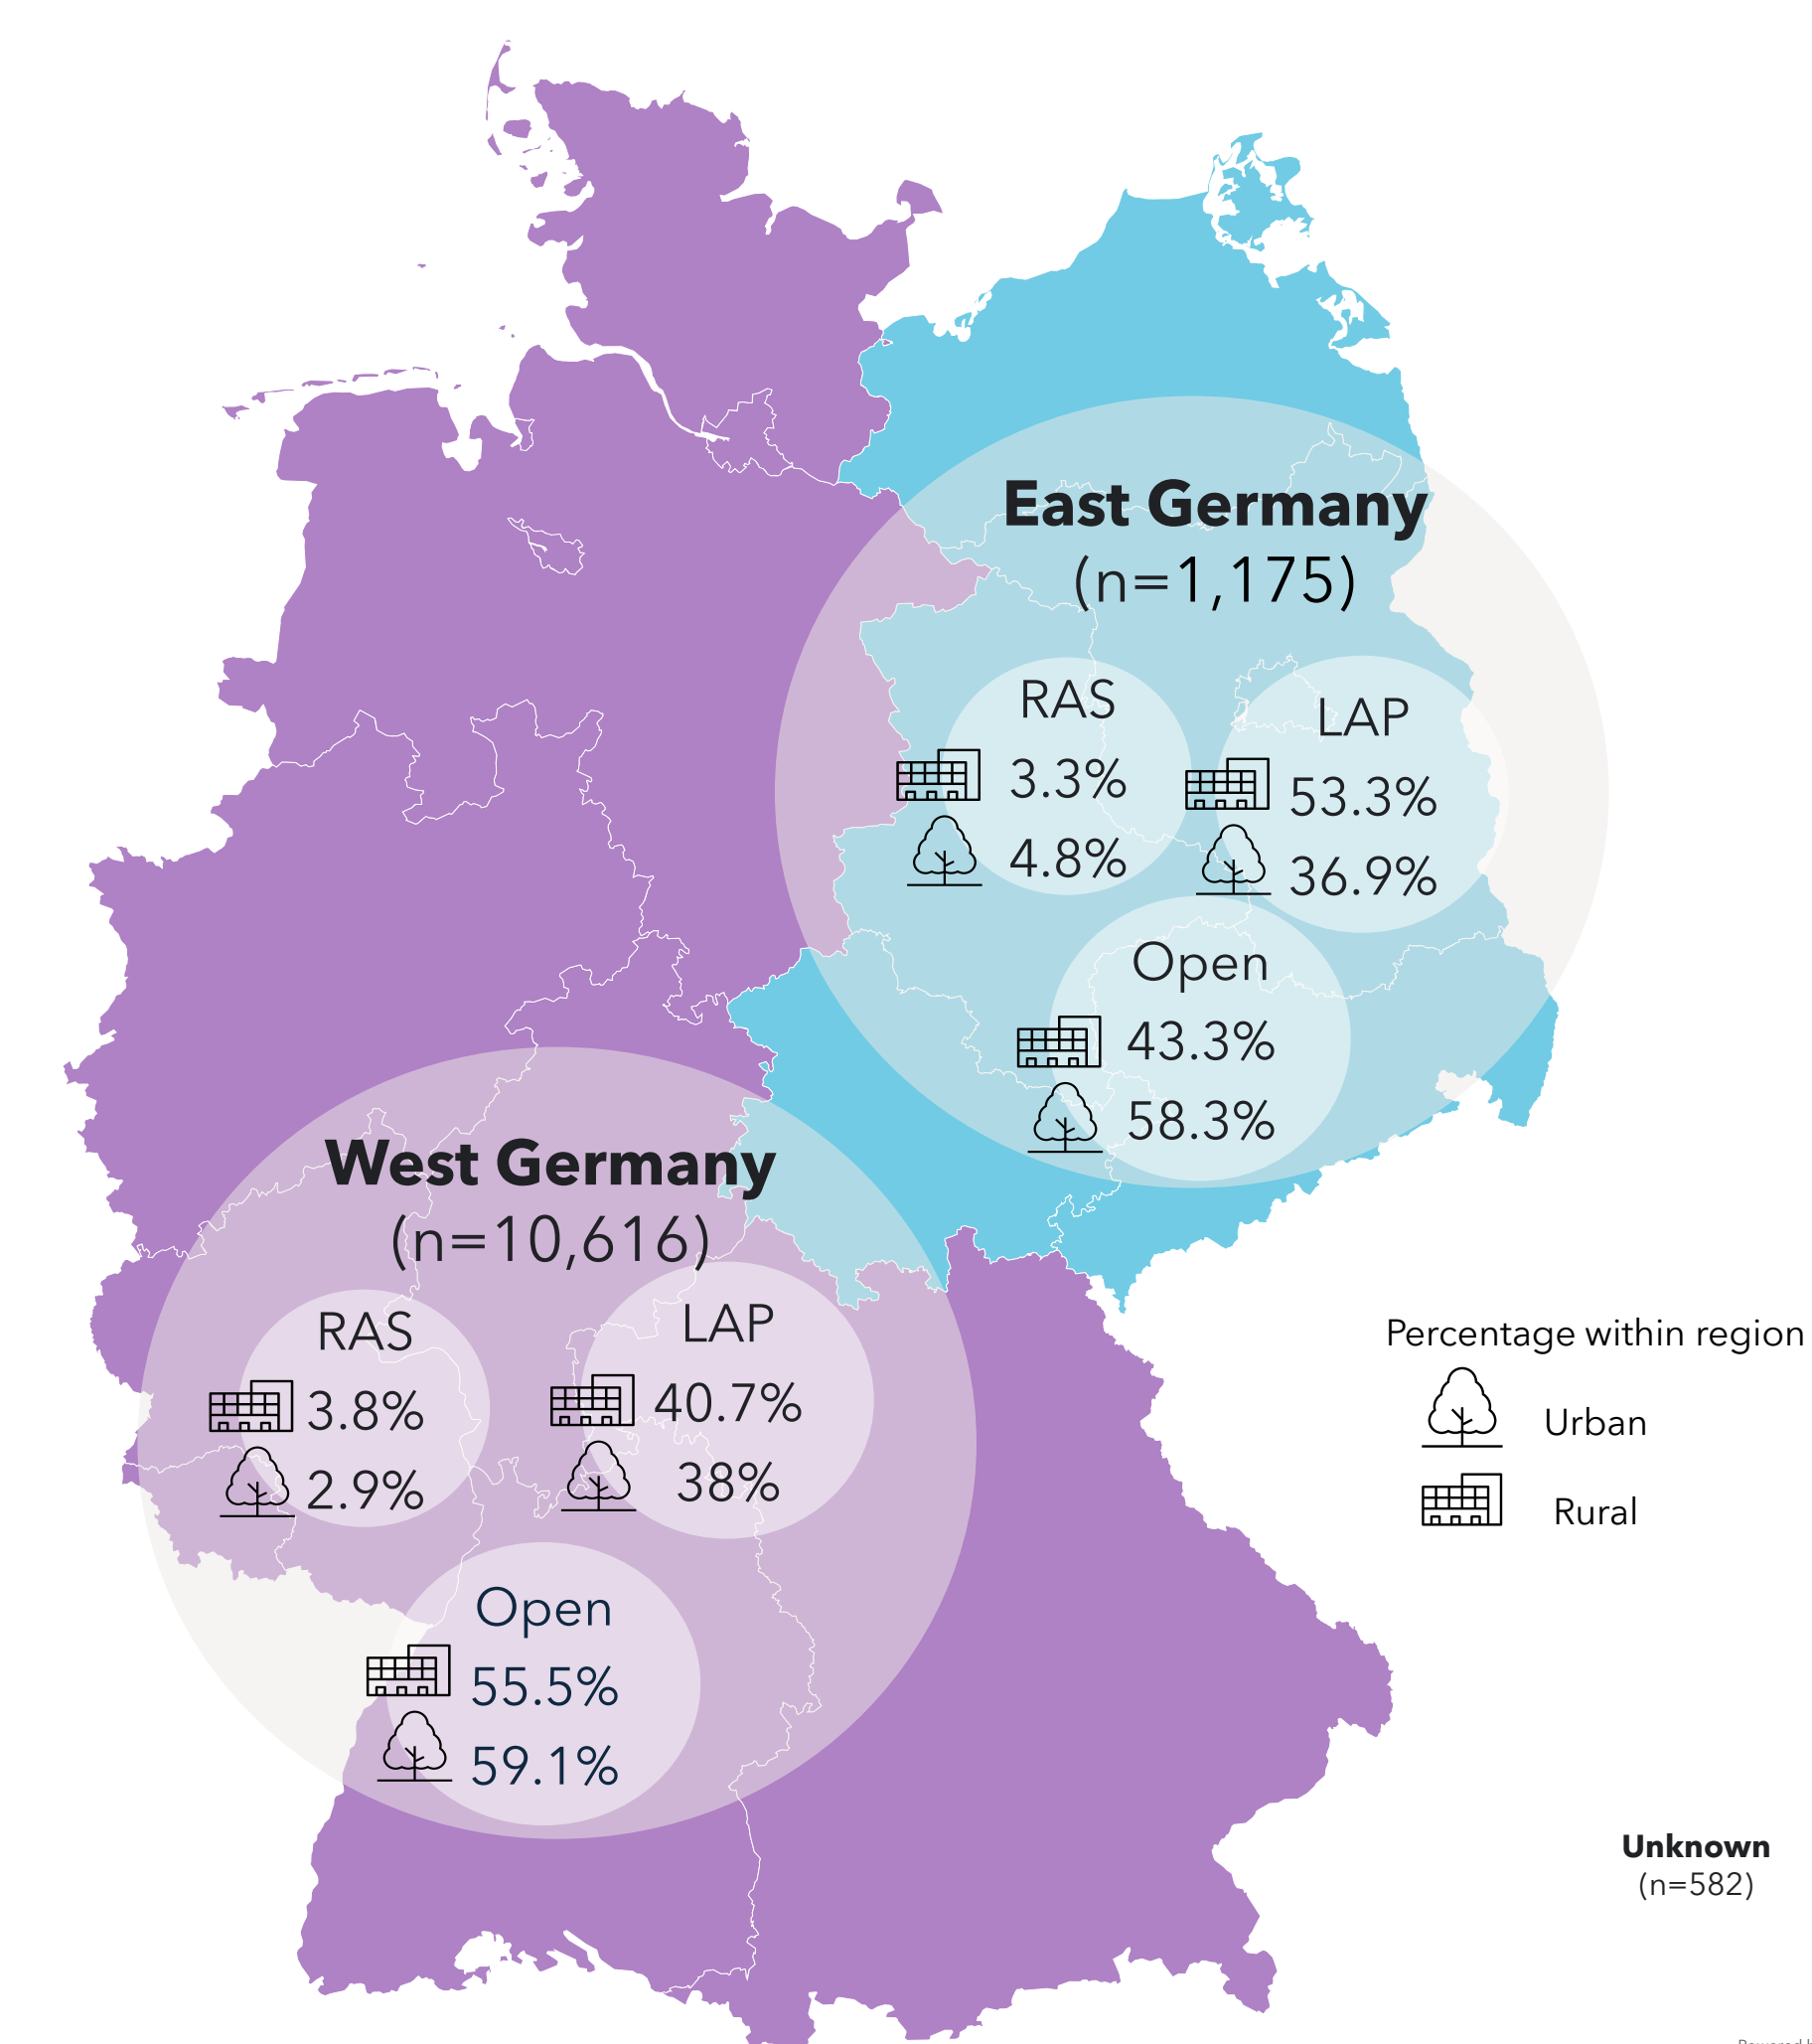 East Germany
(n=1,175)
RAS
3.3%
4.8%
LAP
53.3%
36.9%
Open
43.3%
58.3%
West Germany
(n=10,616)
RAS
3.8%
2.9%
LAP
40.7%
38%
Open
55.5%
59.1%
Percentage within region
Urban
Rural
Unknown
(n=582)